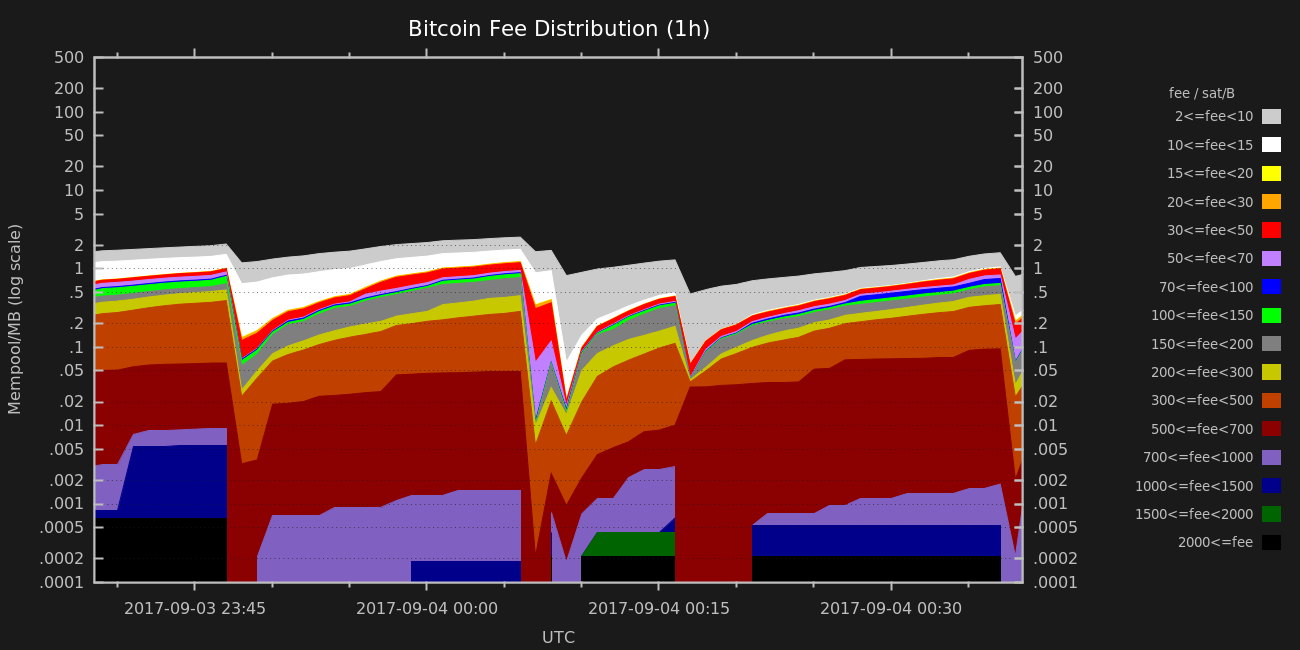 Bitcoin Fee Distribution (1h)
Mempool/MB (log scale)
500
200
100
50
20
10
5
2
1
.5
.2
.1
.05
.02
.01
.005
.002
.001
.0005
.0002
.0001
500
200
100
50
20
10
5
2
1
.5
.2
.1
.05
.02
.01
.005
.002
.001
.0005
.0002
.0001
2017-09-03 23:45
2017-09-04 00:00
2017-09-04 00:15
2017-09-04 00:30
UTC
fee / sat/B
2<=fee<10
10<=fee<15
15<=fee<20
20<=fee<30
30<=fee<50
50<=fee<70
70<=fee<100
100<=fee<150
150<=fee<200
200<=fee<300
300<=fee<500
500<=fee<700
700<=fee<1000
1000<=fee<1500
1500<=fee<2000
2000<=fee